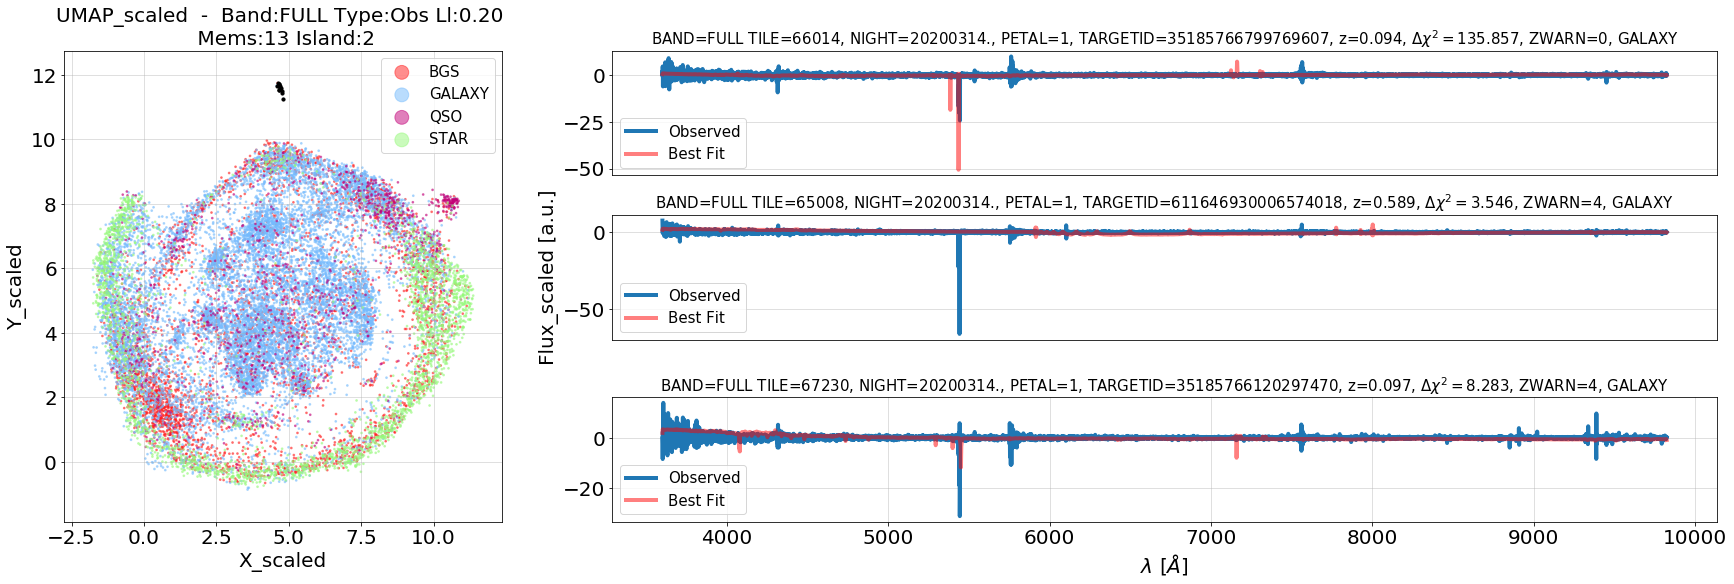 UMAP_scaled - Band:FULL Type:Obs Ll:0.20
Mems:13 Island:2
12
10
8
6
4
2
0
Y_scaled
BGS
GALAXY
QSO
STAR
−2.5 0.0 2.5 5.0 7.5 10.0
X_scaled
BAND=FULL TILE=66014, NIGHT=20200314., PETAL=1, TARGETID=35185766799769607, z=0.094, Δχ² = 135.857, ZWARN=0, GALAXY
0
−25
−50
Observed
Best Fit
Flux_scaled [a.u.]
BAND=FULL TILE=65008, NIGHT=20200314., PETAL=1, TARGETID=611646930006574018, z=0.589, Δχ² = 3.546, ZWARN=4, GALAXY
0
−50
Observed
Best Fit
BAND=FULL TILE=67230, NIGHT=20200314., PETAL=1, TARGETID=35185766120297470, z=0.097, Δχ² = 8.283, ZWARN=4, GALAXY
0
−20
Observed
Best Fit
4000 5000 6000 7000 8000 9000 10000
λ [Å]